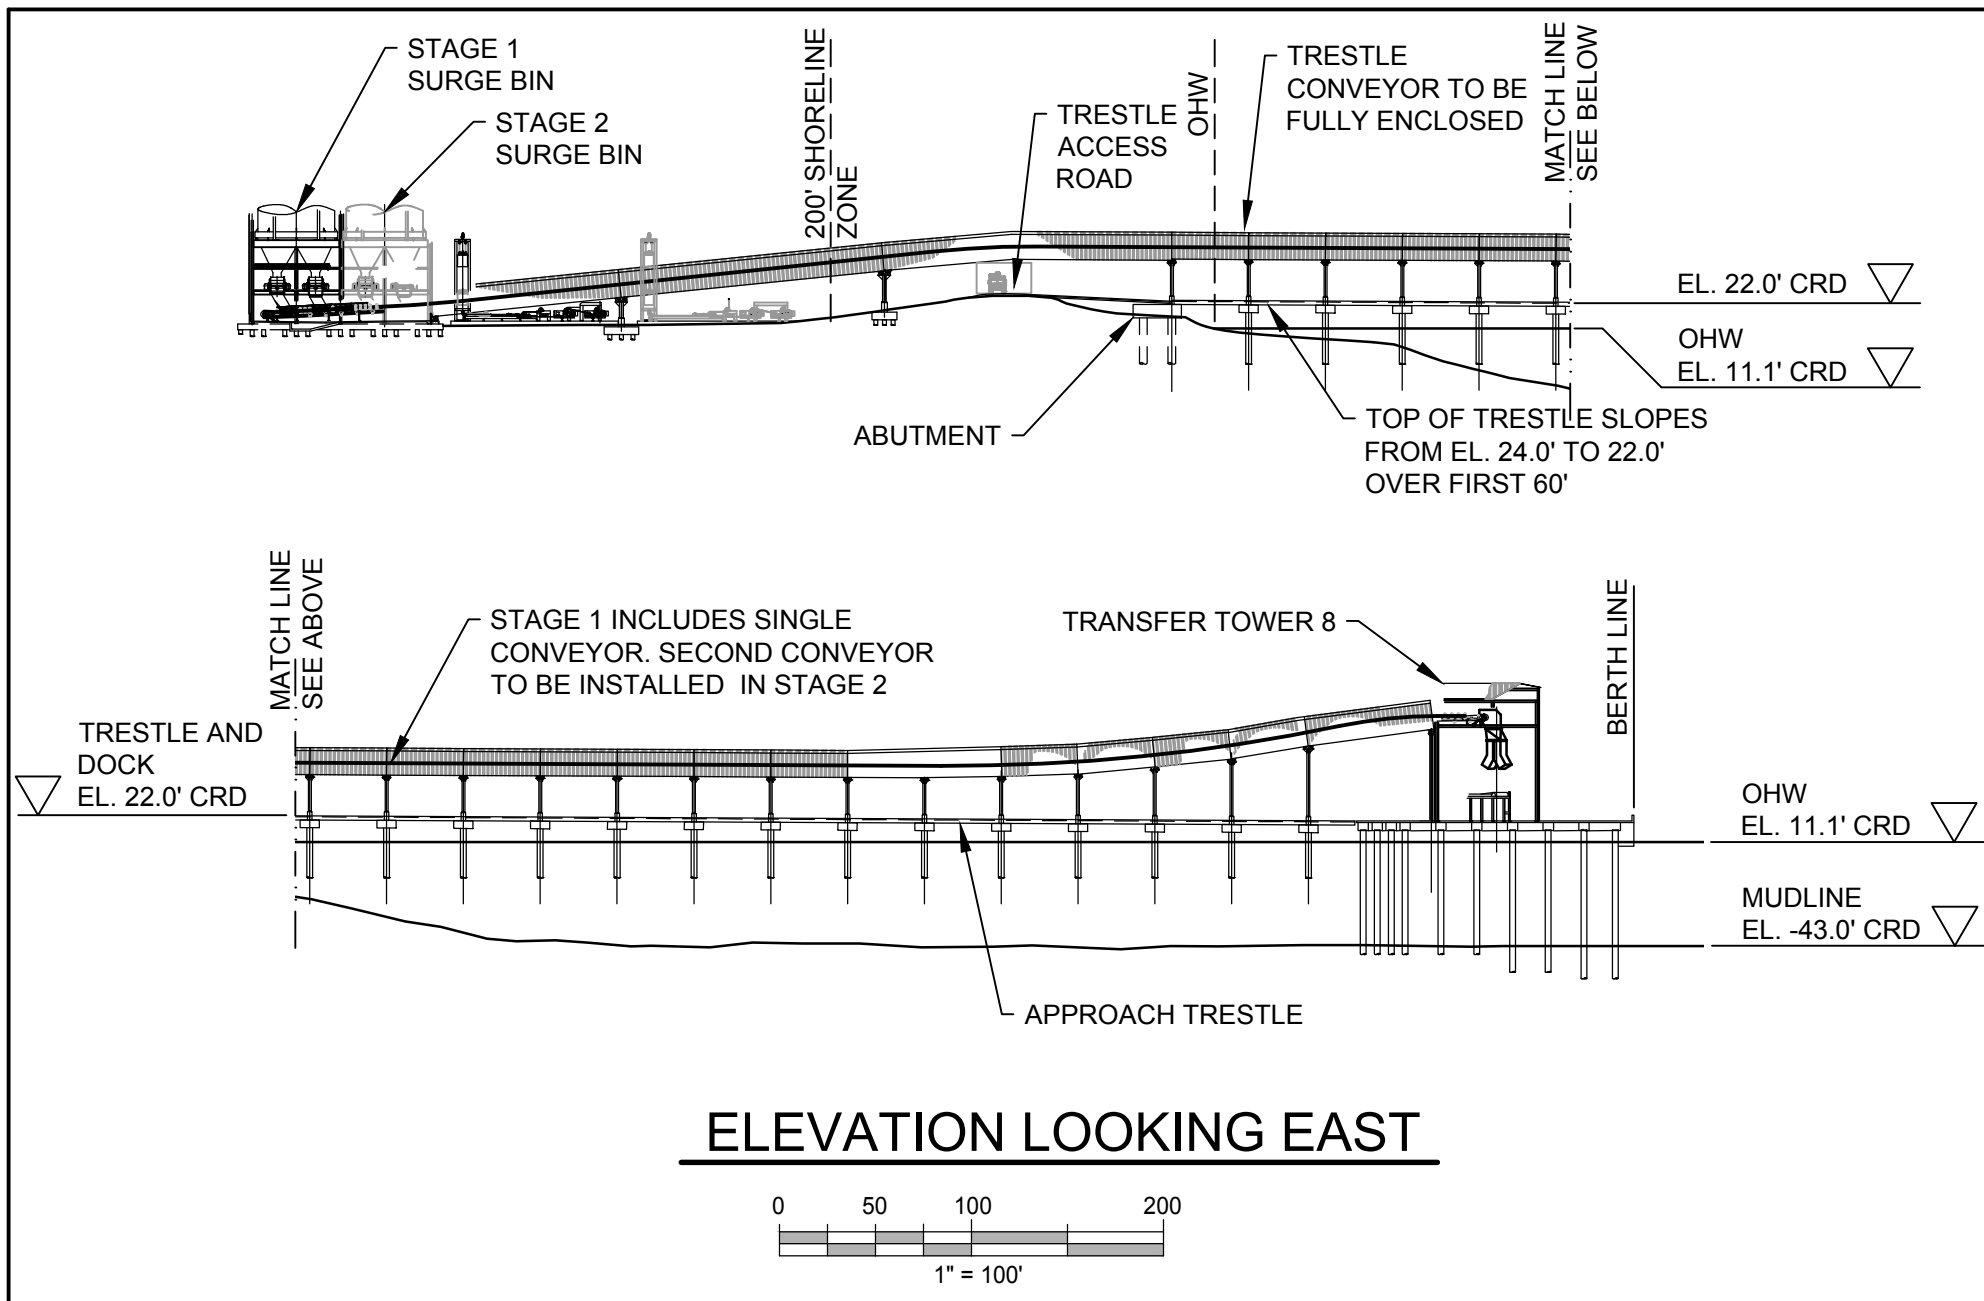 STAGE 1
SURGE BIN
STAGE 2
SURGE BIN
200' SHORELINE
ZONE
TRESTLE
ACCESS
ROAD
OHW
TRESTLE
CONVEYOR TO BE
FULLY ENCLOSED
MATCH LINE
SEE BELOW
EL. 22.0' CRD
OHW
EL. 11.1' CRD
ABUTMENT
TOP OF TRESTLE SLOPES
FROM EL. 24.0' TO 22.0'
OVER FIRST 60'
MATCH LINE
SEE ABOVE
STAGE 1 INCLUDES SINGLE
CONVEYOR. SECOND CONVEYOR
TO BE INSTALLED IN STAGE 2
TRANSFER TOWER 8
BERTH LINE
TRESTLE AND
DOCK
EL. 22.0' CRD
OHW
EL. 11.1' CRD
MUDLINE
EL. -43.0' CRD
APPROACH TRESTLE
ELEVATION LOOKING EAST
0 50 100 200
1" = 100'